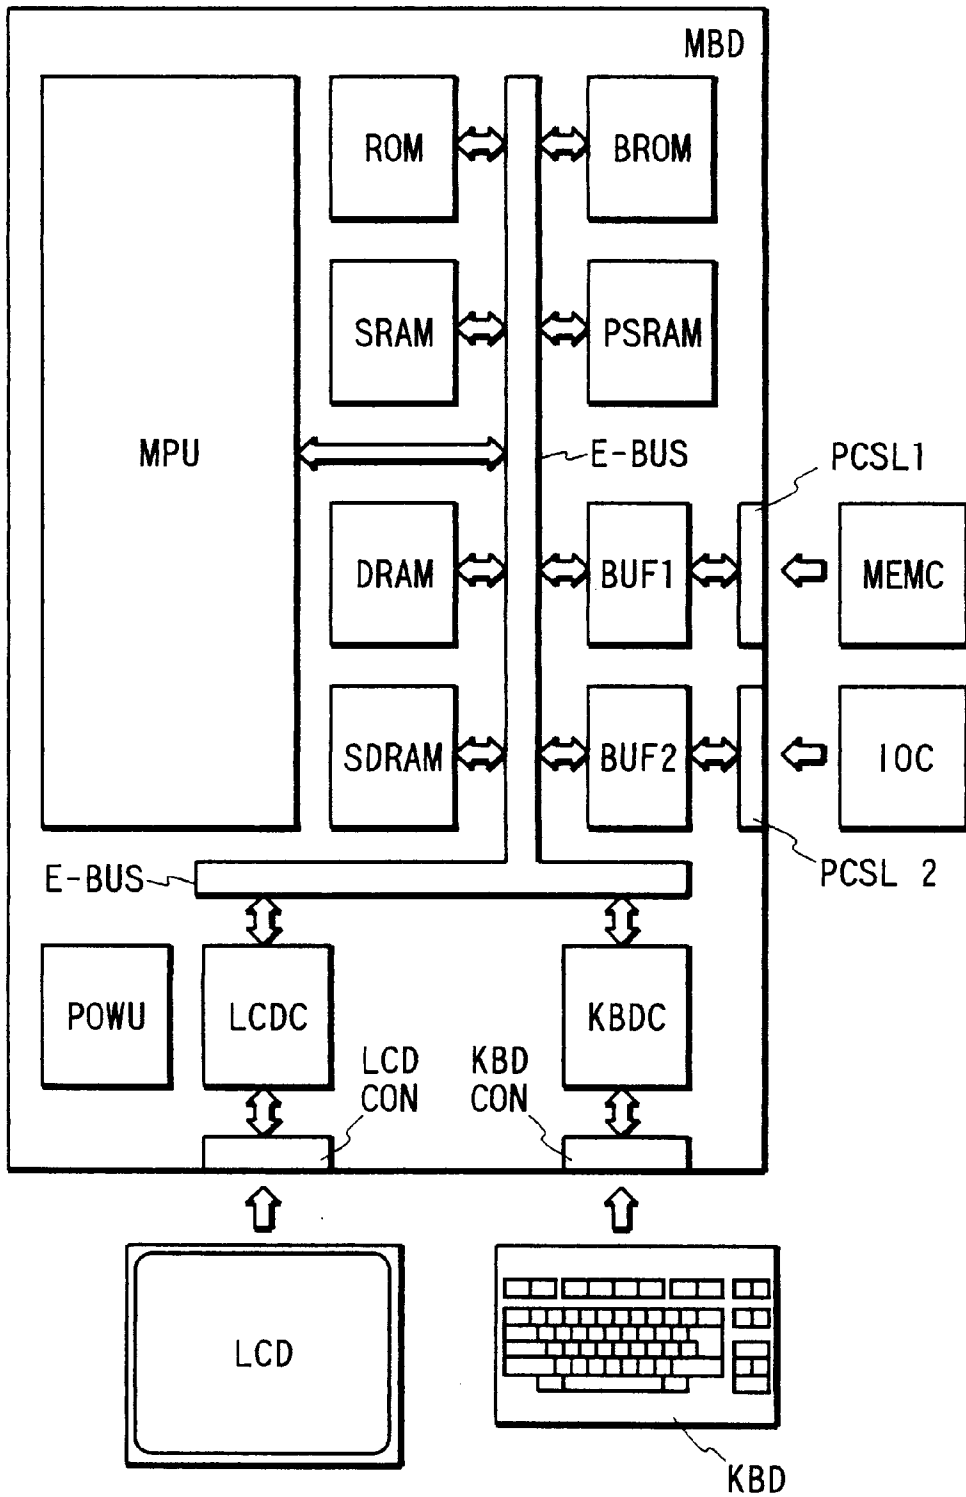 MBD
ROM
BROM
SRAM
PSRAM
MPU
E-BUS
PCSL1
DRAM
BUF1
MEMC
SDRAM
BUF2
IOC
E-BUS
PCSL 2
POWU
LCDC
KBDC
LCD
CON
KBD
CON
LCD
KBD